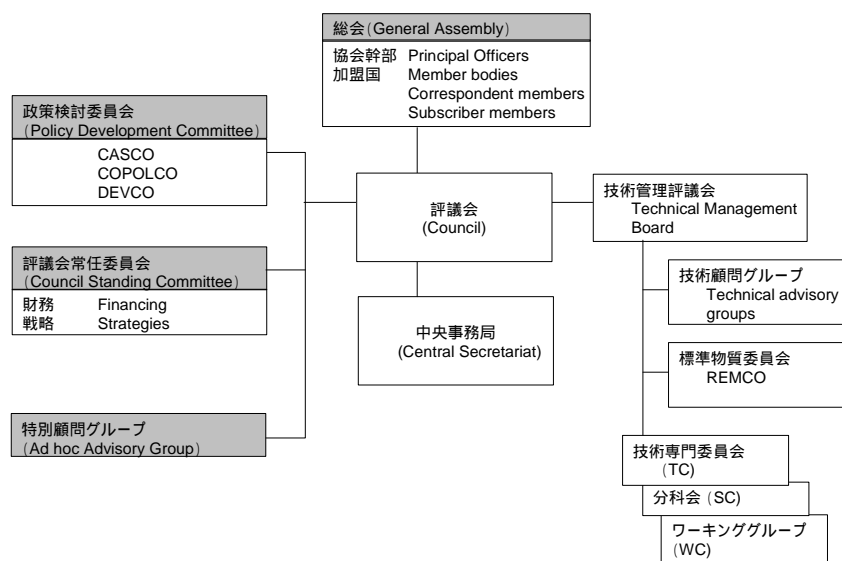 総会(General Assembly)
協会幹部 Principal Officers
加盟国 Member bodies
Correspondent members
Subscriber members
政策検討委員会
(Policy Development Committee)
CASCO
COPOLCO
DEVCO
評議会
(Council)
技術管理評議会
Technical Management
Board
評議会常任委員会
(Council Standing Committee)
財務 Financing
戦略 Strategies
技術顧問グループ
Technical advisory
groups
中央事務局
(Central Secretariat)
標準物質委員会
REMCO
特別顧問グループ
(Ad hoc Advisory Group)
技術専門委員会
(TC)
分科会 (SC)
ワーキンググループ
(WC)